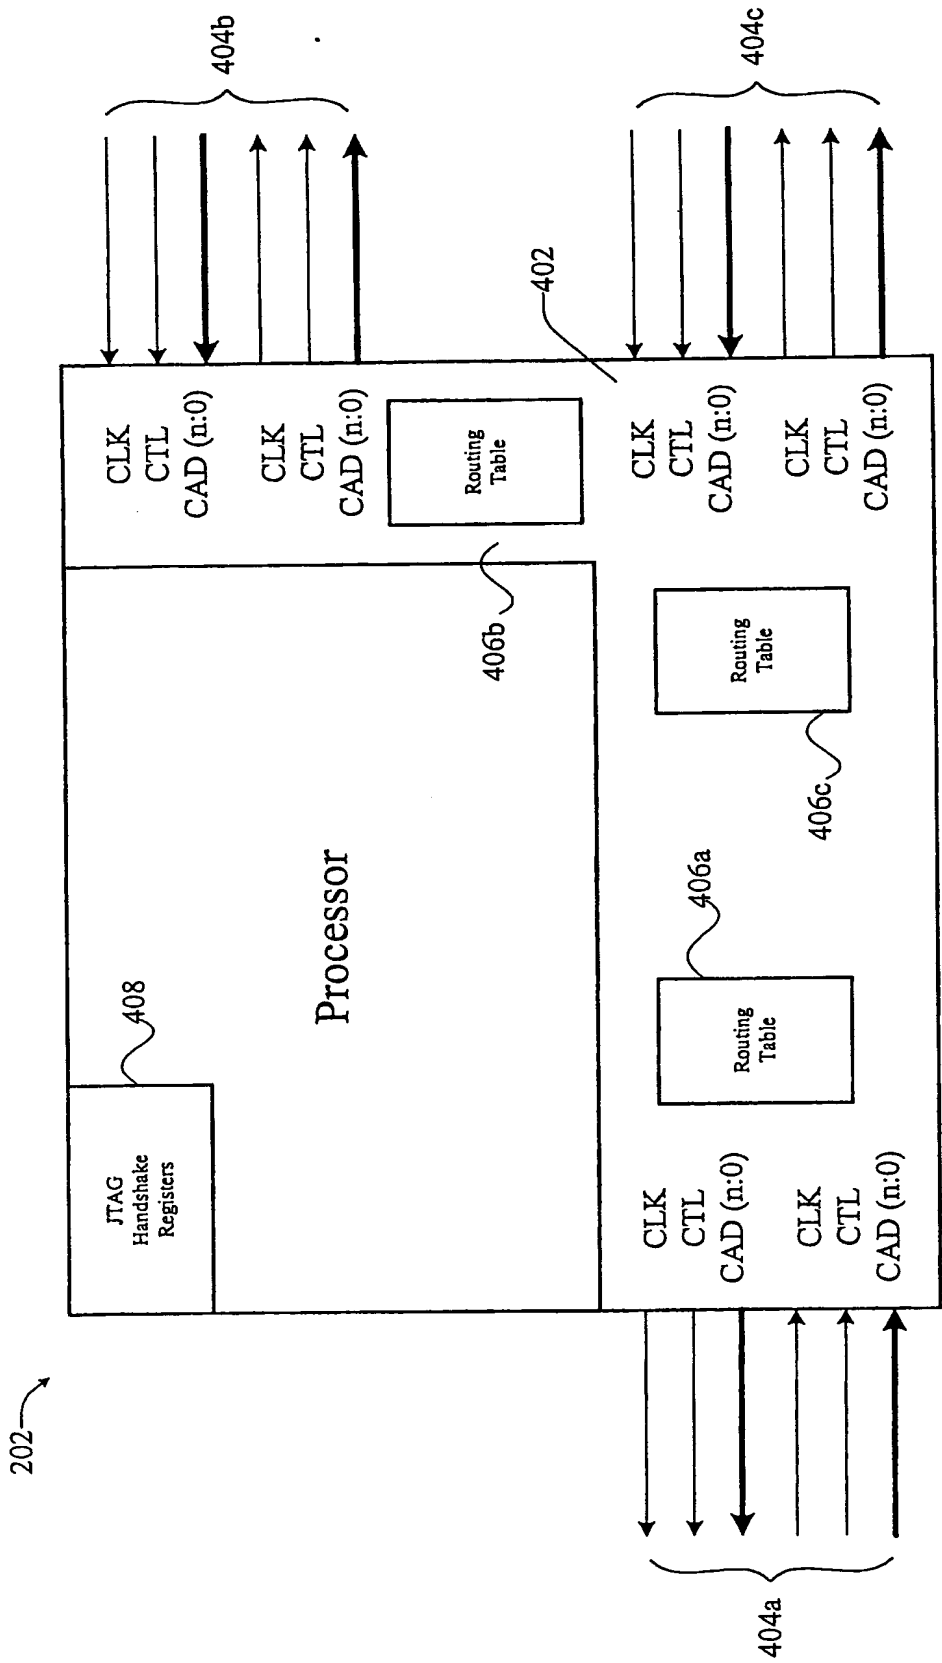 202
JTAG
Handshake
Registers
408
Processor
404b
CLK
CTL
CAD (n:0)
CLK
CTL
CAD (n:0)
Routing
Table
406b
402
404c
CLK
CTL
CAD (n:0)
CLK
CTL
CAD (n:0)
Routing
Table
406c
Routing
Table
406a
CLK
CTL
CAD (n:0)
CLK
CTL
CAD (n:0)
404a